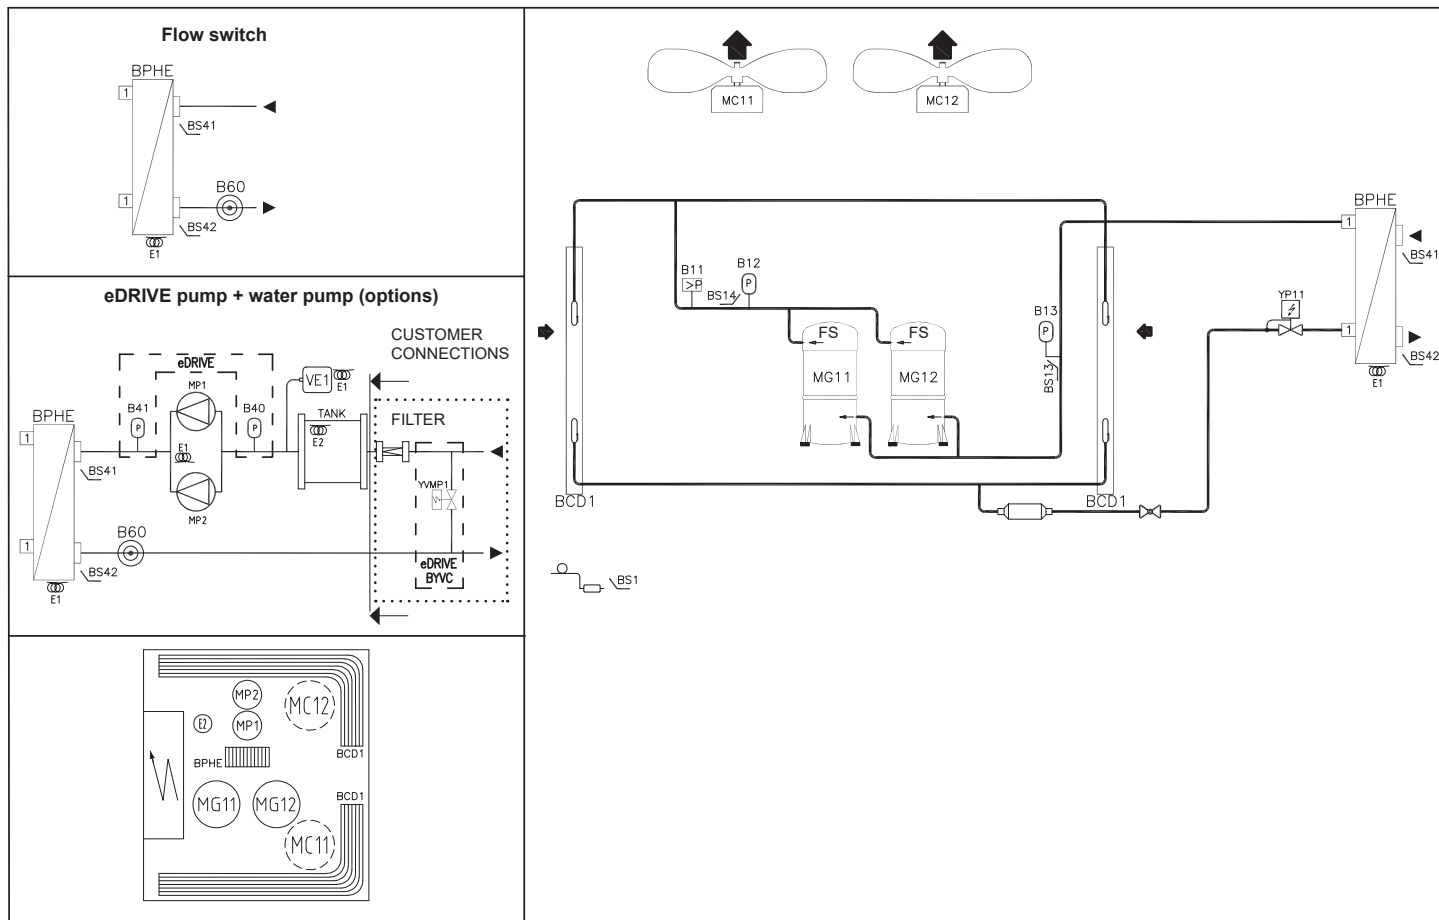 Flow switch
BPHE
1
BS41
B60
1
BS42
E1
eDRIVE pump + water pump (options)
CUSTOMER
CONNECTIONS
eDRIVE
MP1
VE1
E1
B41
P
B40
P
TANK
E2
FILTER
BPHE
1
E1
BS41
YVMP1
MP2
B60
1
BS42
eDRIVE
BYVC
E1
MP2
MC12
E2
MP1
BCD1
BPHE
BCD1
MG11
MG12
MC11
MC11
MC12
BPHE
1
B11
>P
B12
P
BS14
BS41
YP11
B13
P
FS
FS
1
BS13
BS42
MG11
MG12
E1
BCD1
BCD1
BS1